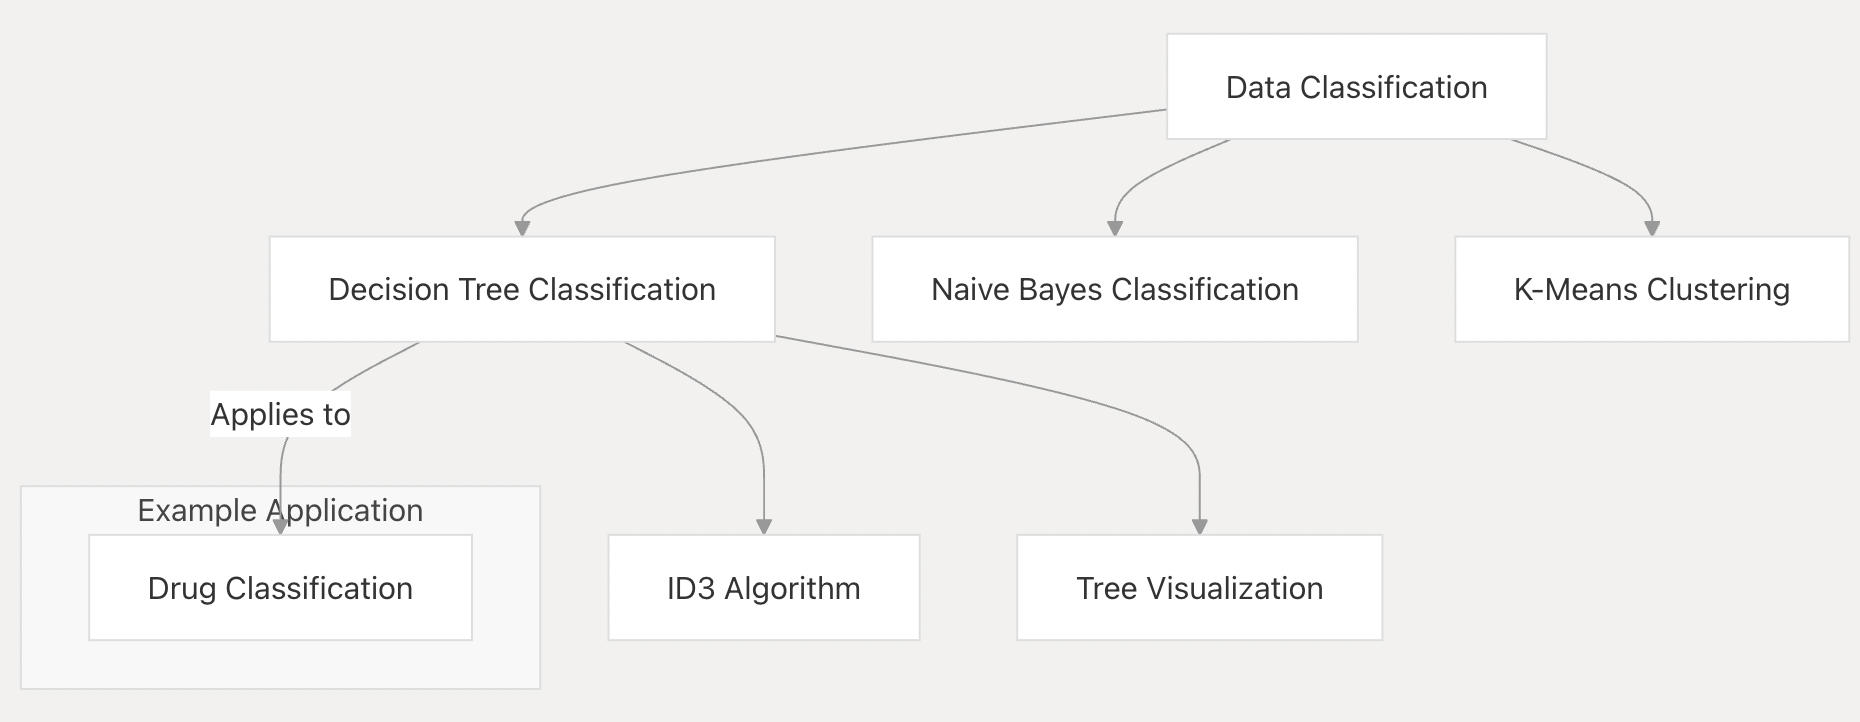 Data Classification
Decision Tree Classification
Naive Bayes Classification
K-Means Clustering
Applies to
Example Application
Drug Classification
ID3 Algorithm
Tree Visualization